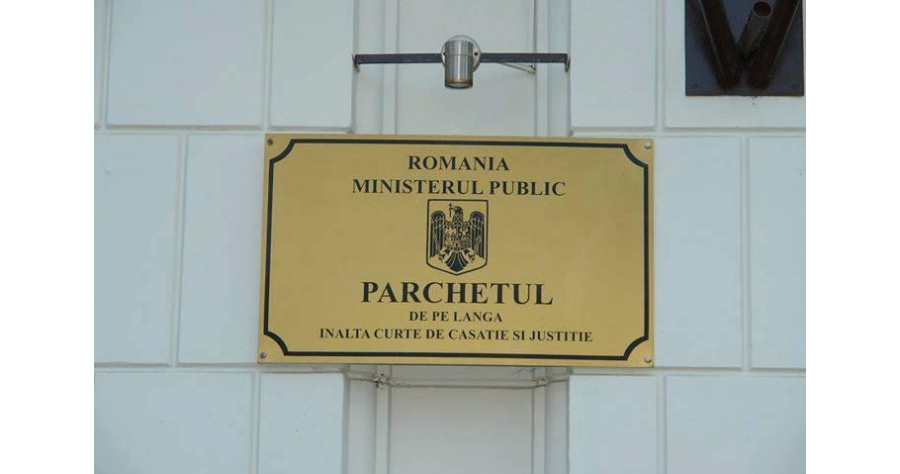 ROMANIA
MINISTERUL PUBLIC
PARCHETUL
DE PE LANGA
INALTA CURTE DE CASATIE SI JUSTITIE